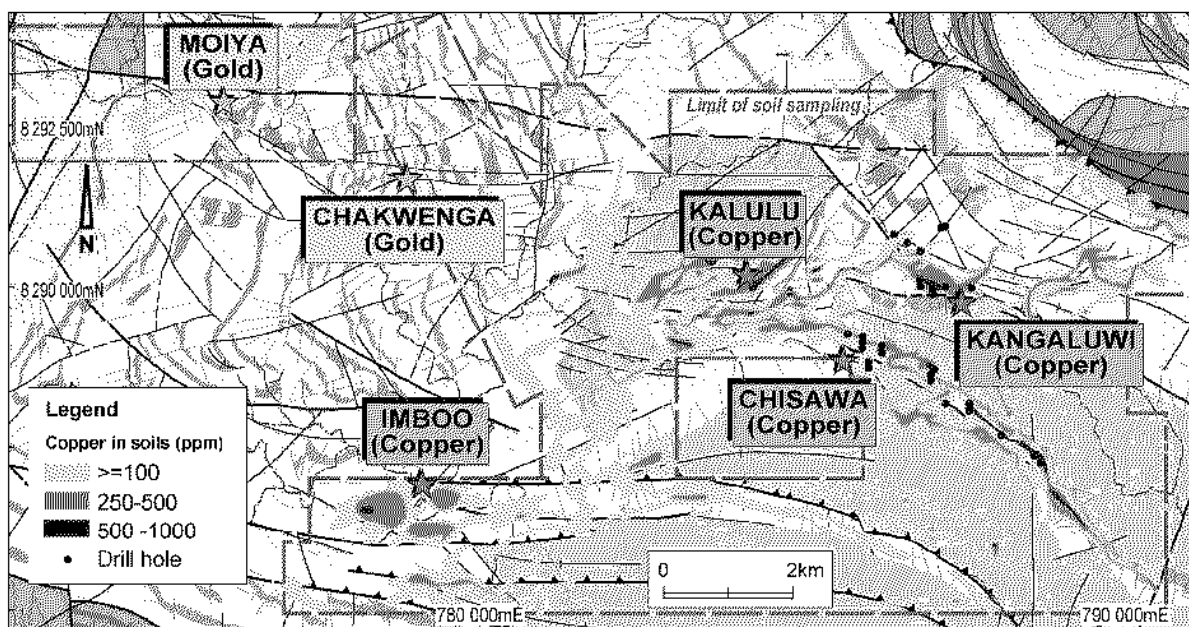 MOIYA
(Gold)
Limit of soil sampling
8 292 500mN
CHAKWENGA
(Gold)
KALULU
(Copper)
N
8 290 000mN
KANGALUWI
(Copper)
CHISAWA
(Copper)
IMBOO
(Copper)
Legend
Copper in soils (ppm)
>=100
250-500
500 -1000
Drill hole
0 2km
780 000mE
790 000mE